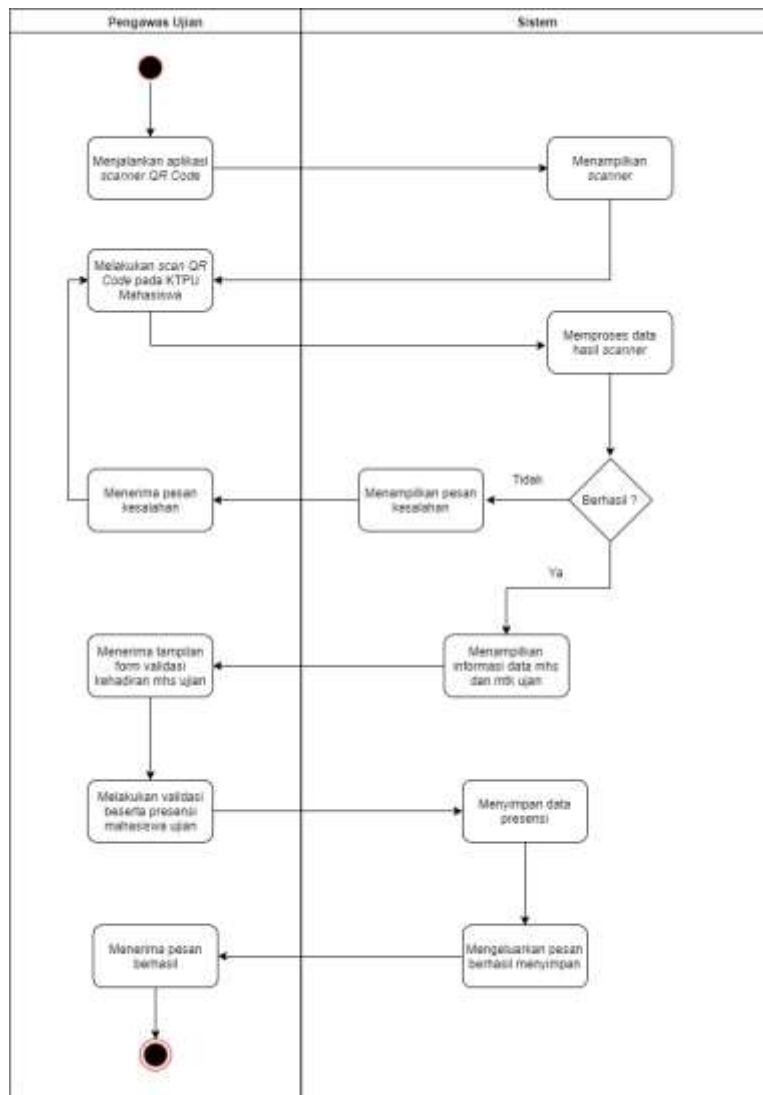 Pengawas Ujian
Sistem
Menjalankan aplikasi
scanner QR Code
Menampilkan
scanner
Melakukan scan QR
Code pada KTPU
Mahasiswa
Memproses data
hasil scanner
Berhasil ?
Tidak
Menampilkan pesan
kesalahan
Menerima pesan
kesalahan
Ya
Menampilkan
informasi data mhs
dan mtk ujan
Menerima tampilan
form validasi
kehadiran mhs ujian
Melakukan validasi
beserta presensi
mahasiswa ujian
Menyimpan data
presensi
Mengeluarkan pesan
berhasil menyimpan
Menerima pesan
berhasil